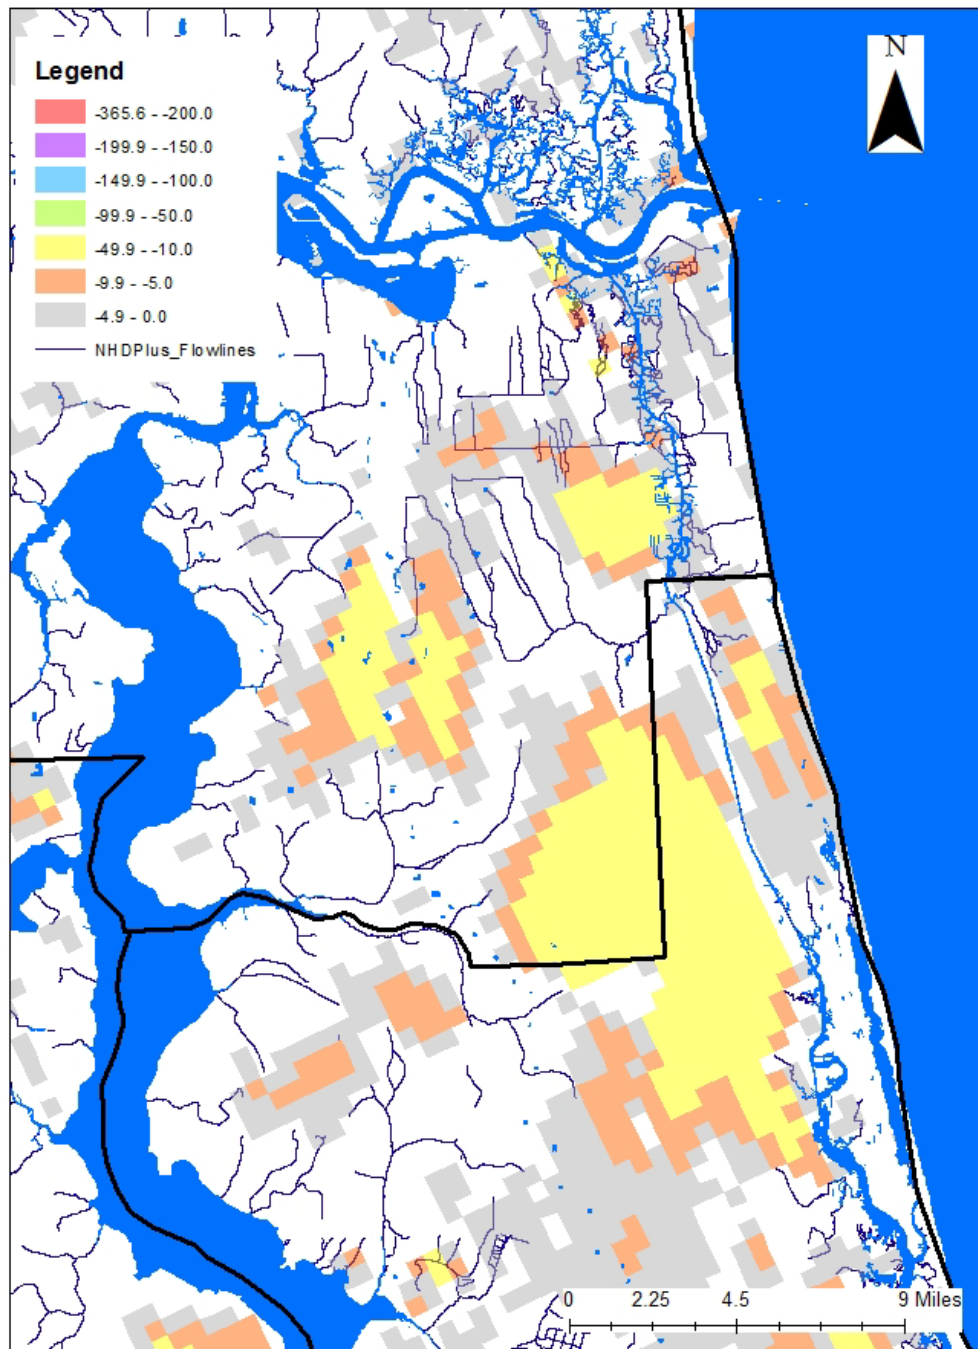 N
Legend
-365.6 - -200.0
-199.9 - -150.0
-149.9 - -100.0
-99.9 - -50.0
-49.9 - -10.0
-9.9 - -5.0
-4.9 - 0.0
NHDPlus_Flowlines
0 2.25 4.5 9 Miles